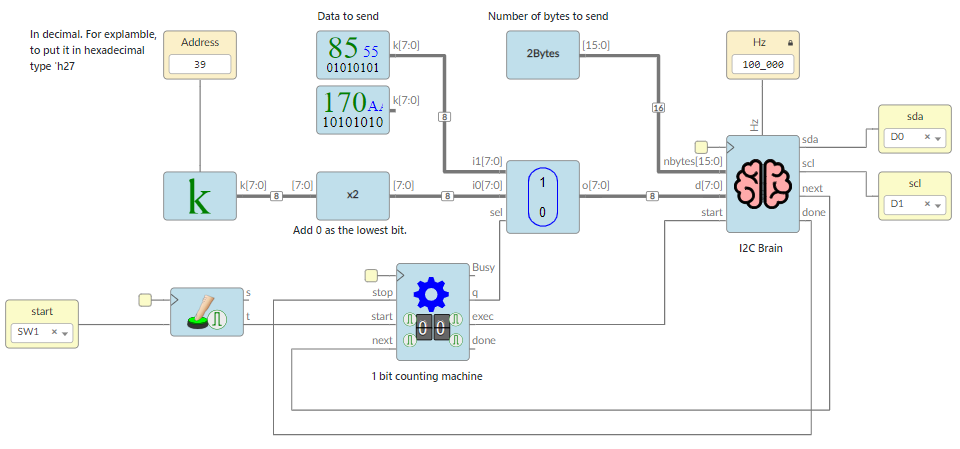 Data to send
Number of bytes to send
In decimal. For explamble,
to put it in hexadecimal
type 'h27
Address
39
85 55
01010101
k[7:0]
2Bytes
[15:0]
Hz
100_000
170
10101010
k[7:0]
8
16
Hz
sda
D0
sda
scl
D1
scl
next
done
i1[7:0]
i0[7:0]
sel
1
0
o[7:0]
8
nbytes[15:0]
d[7:0]
start
k
k[7:0]
8
[7:0]
x2
[7:0]
8
Add 0 as the lowest bit.
I2C Brain
start
SW1
s
t
stop
start
next
00
Busy
q
exec
done
1 bit counting machine